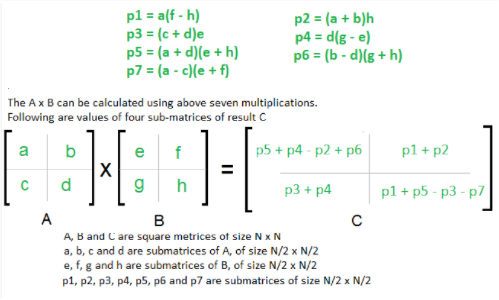 p1 = a(f - h) p2 = (a + b)h
p3 = (c + d)e p4 = d(g - e)
p5 = (a + d)(e + h) p6 = (b - d)(g + h)
p7 = (a - c)(e + f)
The A x B can be calculated using above seven multiplications.
Following are values of four sub-matrices of result C
a b e f p5 + p4 - p2 + p6 p1 + p2
X =
c d g h p3 + p4 p1 + p5 - p3 - p7
A B C
A, B and C are square metrices of size N x N
a, b, c and d are submatrices of A, of size N/2 x N/2
e, f, g and h are submatrices of B, of size N/2 x N/2
p1, p2, p3, p4, p5, p6 and p7 are submatrices of size N/2 x N/2